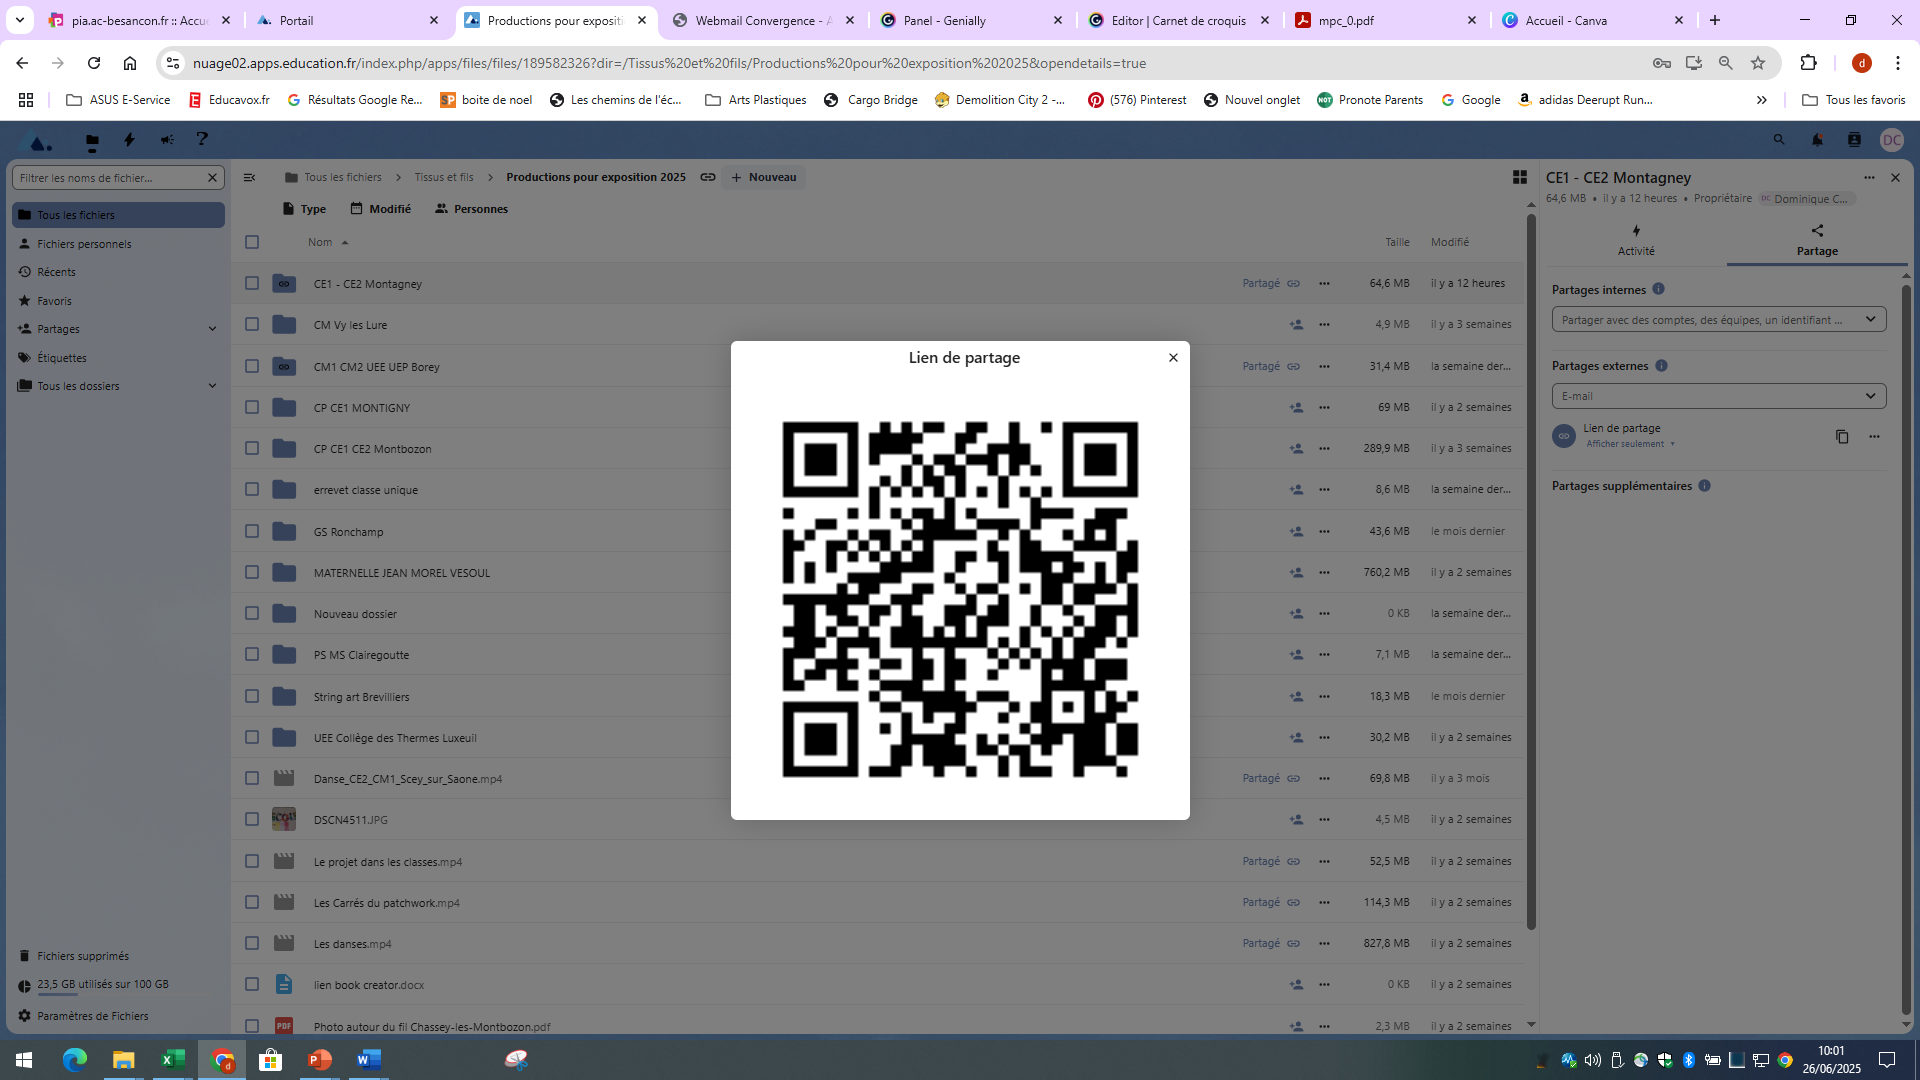 pia.ac-besancon.fr :: Accue
Portail
Productions pour expositi
Webmail Convergence - A
Panel - Genially
Editor | Carnet de croquis
mpc_0.pdf
Accueil - Canva
nuage02.apps.education.fr/index.php/apps/files/files/189582326?dir=/Tissus%20et%20fils/Productions%20pour%20exposition%202025&opendetails=true
d
ASUS E-Service
Educavox.fr
Résultats Google Re...
boite de noel
Les chemins de l'éc...
Arts Plastiques
Cargo Bridge
Demolition City 2 -...
(576) Pinterest
Nouvel onglet
Pronote Parents
Google
adidas Deerupt Run...
Tous les favoris
DC
Filtrer les noms de fichier...
Tous les fichiers
Fichiers personnels
Récents
Favoris
Partages
Étiquettes
Tous les dossiers
Fichiers supprimés
23,5 GB utilisés sur 100 GB
Paramètres de Fichiers
Tous les fichiers
Tissus et fils
Productions pour exposition 2025
+ Nouveau
Type
Modifié
Personnes
Nom
Taille
Modifié
CE1 - CE2 Montagney Partagé 64,6 MB il y a 12 heures
CM Vy les Lure 4,9 MB il y a 3 semaines
CM1 CM2 UEE UEP Borey Partagé 31,4 MB la semaine der...
CP CE1 MONTIGNY 69 MB il y a 2 semaines
CP CE1 CE2 Montbozon 289,9 MB il y a 3 semaines
errevet classe unique 8,6 MB la semaine der...
GS Ronchamp 43,6 MB le mois dernier
MATERNELLE JEAN MOREL VESOUL 760,2 MB il y a 2 semaines
Nouveau dossier 0 KB la semaine der...
PS MS Clairegoutte 7,1 MB la semaine der...
String art Brevilliers 18,3 MB le mois dernier
UEE Collège des Thermes Luxeuil 30,2 MB il y a 2 semaines
Danse_CE2_CM1_Scey_sur_Saone.mp4 Partagé 69,8 MB il y a 3 mois
DSCN4511.JPG 4,5 MB il y a 2 semaines
Le projet dans les classes.mp4 Partagé 52,5 MB il y a 2 semaines
Les Carrés du patchwork.mp4 Partagé 114,3 MB il y a 2 semaines
Les danses.mp4 Partagé 827,8 MB il y a 2 semaines
lien book creator.docx 0 KB il y a 2 semaines
Photo autour du fil Chassey-les-Montbozon.pdf 2,3 MB il y a 2 semaines
Lien de partage
CE1 - CE2 Montagney
64,6 MB • il y a 12 heures • Propriétaire DC Dominique C...
Activité
Partage
Partages internes
Partager avec des comptes, des équipes, un identifiant ...
Partages externes
E-mail
Lien de partage
Afficher seulement
Partages supplémentaires
10:01
26/06/2025